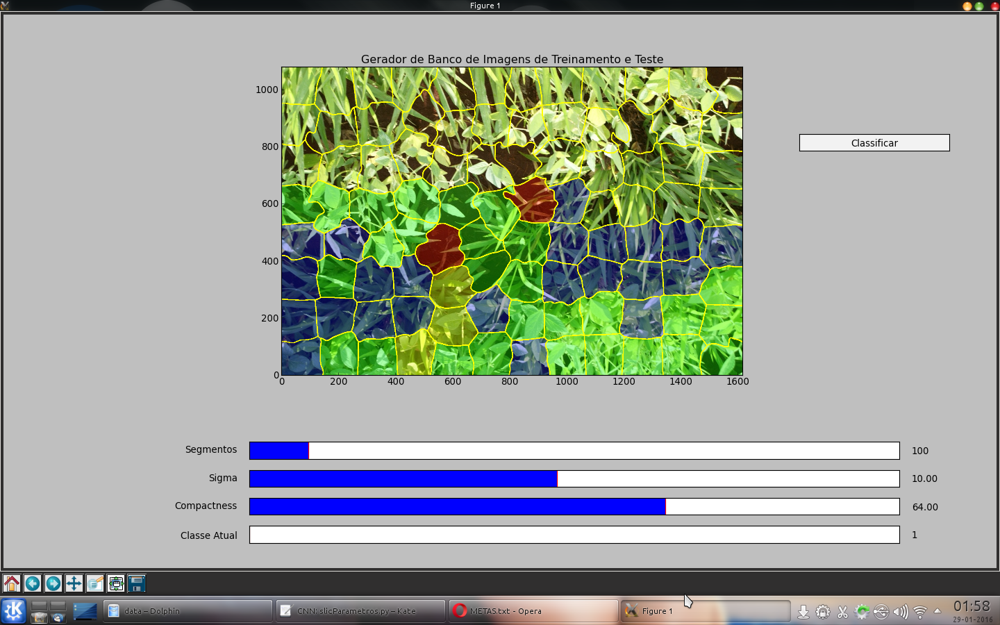 Figure 1
Gerador de Banco de Imagens de Treinamento e Teste
1000
800
600
400
200
0
0 200 400 600 800 1000 1200 1400 1600
Classificar
Segmentos 100
Sigma 10.00
Compactness 64.00
Classe Atual 1
data – Dolphin
CNN: slicParametros.py – Kate
METAS.txt - Opera
Figure 1
01:58
29-01-2016